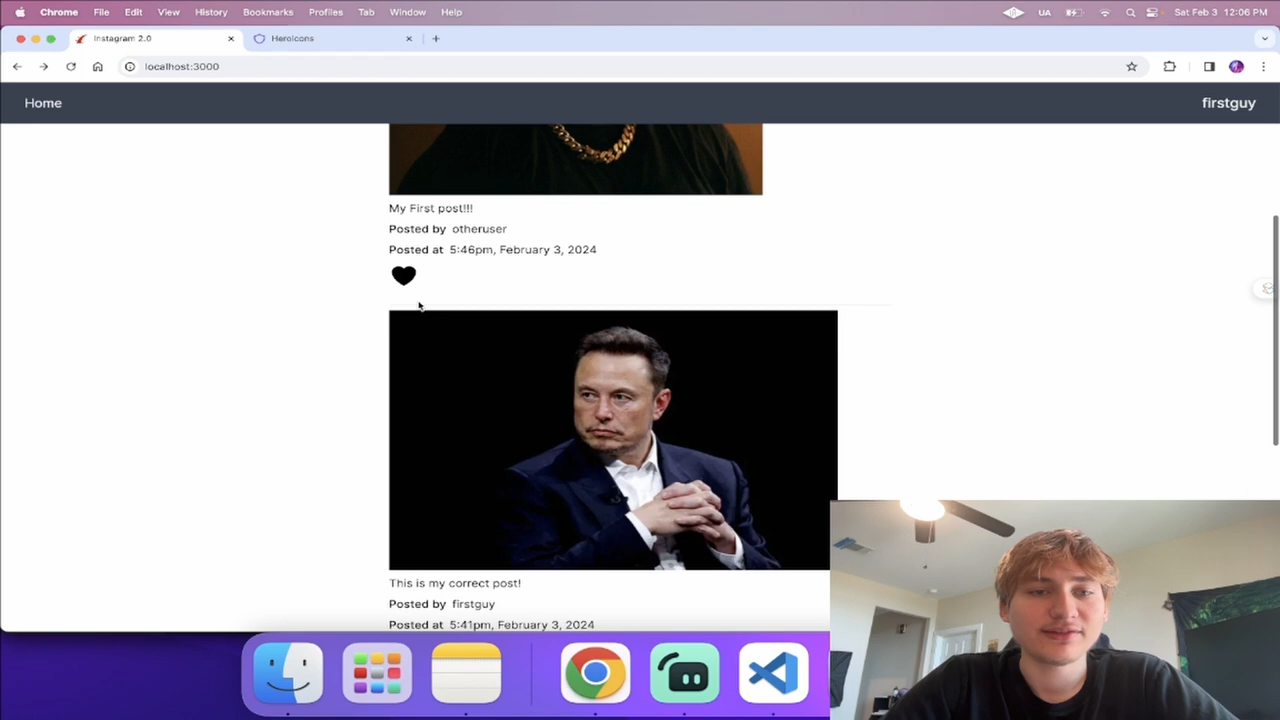 Chrome File Edit View History Bookmarks Profiles Tab Window Help UA Sat Feb 3 12:06 PM
Instagram 2.0 Heroicons
localhost:3000
Home firstguy
My First post!!!
Posted by otheruser
Posted at 5:46pm, February 3, 2024
This is my correct post!
Posted by firstguy
Posted at 5:41pm, February 3, 2024